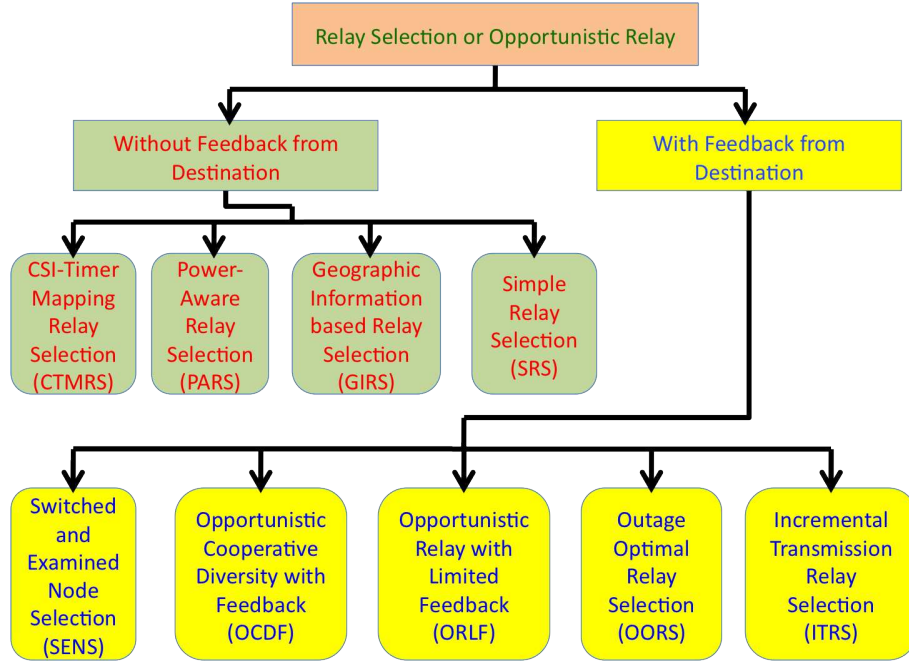 Relay Selection or Opportunistic Relay
Without Feedback from
Destination
With Feedback from
Destination
CSI-Timer
Mapping
Relay
Selection
(CTMRS)
Power-
Aware
Relay
Selection
(PARS)
Geographic
Information
based Relay
Selection
(GIRS)
Simple
Relay
Selection
(SRS)
Switched
and
Examined
Node
Selection
(SENS)
Opportunistic
Cooperative
Diversity with
Feedback
(OCDF)
Opportunistic
Relay with
Limited
Feedback
(ORLF)
Outage
Optimal
Relay
Selection
(OORS)
Incremental
Transmission
Relay
Selection
(ITRS)